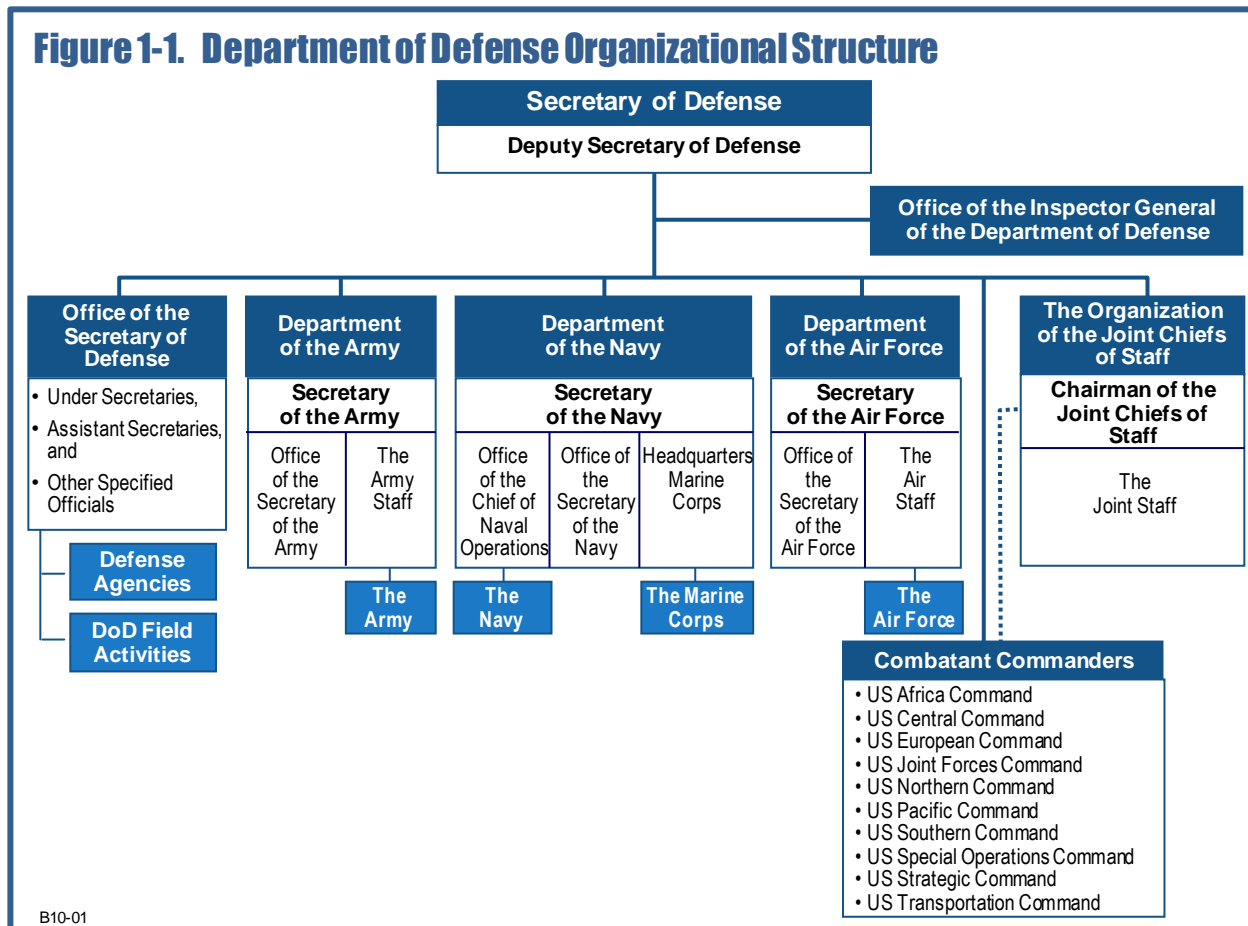 Figure 1-1. Department of Defense Organizational Structure
Secretary of Defense
Deputy Secretary of Defense
Office of the Inspector General
of the Department of Defense
Office of the
Secretary of
Defense
• Under Secretaries,
• Assistant Secretaries,
and
• Other Specified
Officials
Defense
Agencies
DoD Field
Activities
Department
of the Army
Secretary
of the Army
Office
of the
Secretary
of the
Army
The
Army
Staff
The
Army
Department
of the Navy
Secretary
of the Navy
Office
of the
Chief of
Naval
Operations
Office of
the
Secretary
of the
Navy
Headquarters
Marine
Corps
The
Navy
The Marine
Corps
Department
of the Air Force
Secretary
of the Air Force
Office of
the
Secretary
of the
Air Force
The
Air
Staff
The
Air Force
The Organization
of the Joint Chiefs
of Staff
Chairman of the
Joint Chiefs of
Staff
The
Joint Staff
Combatant Commanders
• US Africa Command
• US Central Command
• US European Command
• US Joint Forces Command
• US Northern Command
• US Pacific Command
• US Southern Command
• US Special Operations Command
• US Strategic Command
• US Transportation Command
B10-01